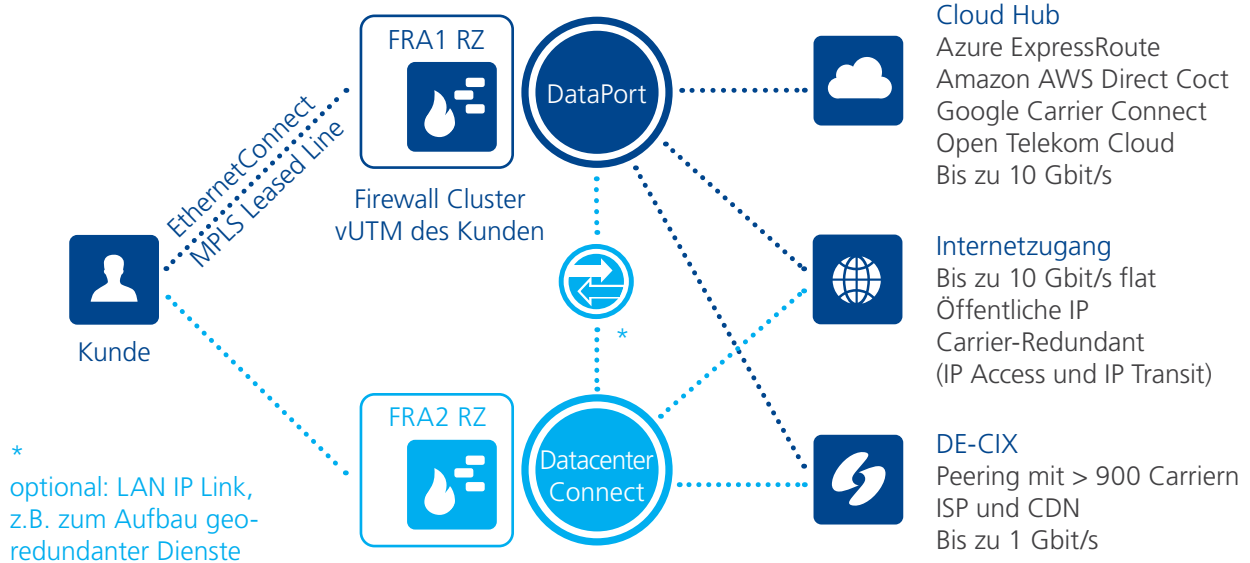 FRA1 RZ
DataPort
EthernetConnect
MPLS Leased Line
Firewall Cluster
vUTM des Kunden
Kunde
*
FRA2 RZ
Datacenter
Connect
*
optional: LAN IP Link,
z.B. zum Aufbau geo-
redundanter Dienste
Cloud Hub
Azure ExpressRoute
Amazon AWS Direct Coct
Google Carrier Connect
Open Telekom Cloud
Bis zu 10 Gbit/s
Internetzugang
Bis zu 10 Gbit/s flat
Öffentliche IP
Carrier-Redundant
(IP Access und IP Transit)
DE-CIX
Peering mit > 900 Carriern
ISP und CDN
Bis zu 1 Gbit/s